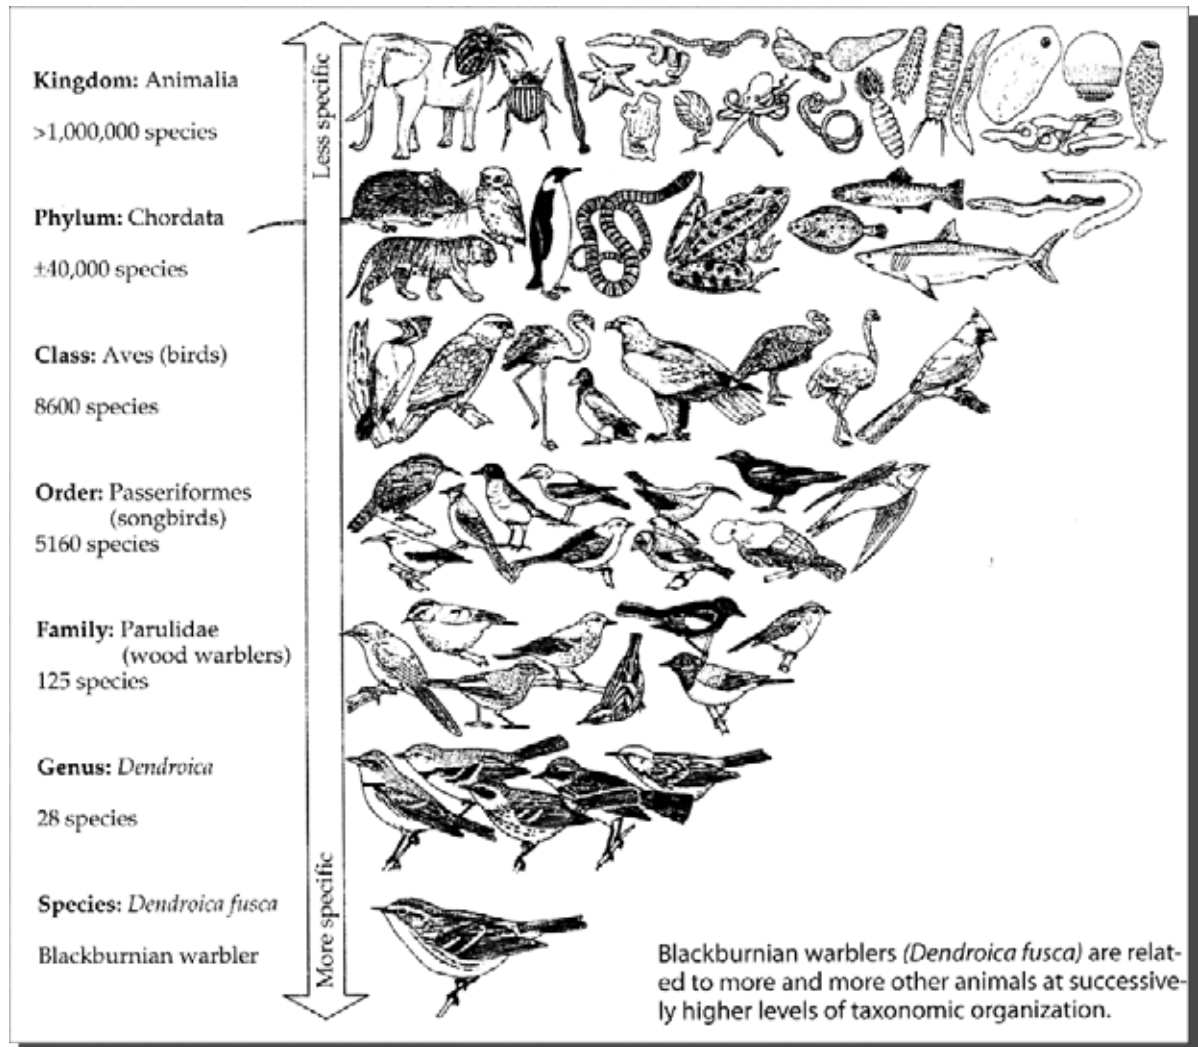 Kingdom: Animalia
>1,000,000 species
Less specific
Phylum: Chordata
±40,000 species
Class: Aves (birds)
8600 species
Order: Passeriformes
(songbirds)
5160 species
Family: Parulidae
(wood warblers)
125 species
Genus: Dendroica
28 species
Species: Dendroica fusca
Blackburnian warbler
More specific
Blackburnian warblers (Dendroica fusca) are relat-
ed to more and more other animals at successive-
ly higher levels of taxonomic organization.